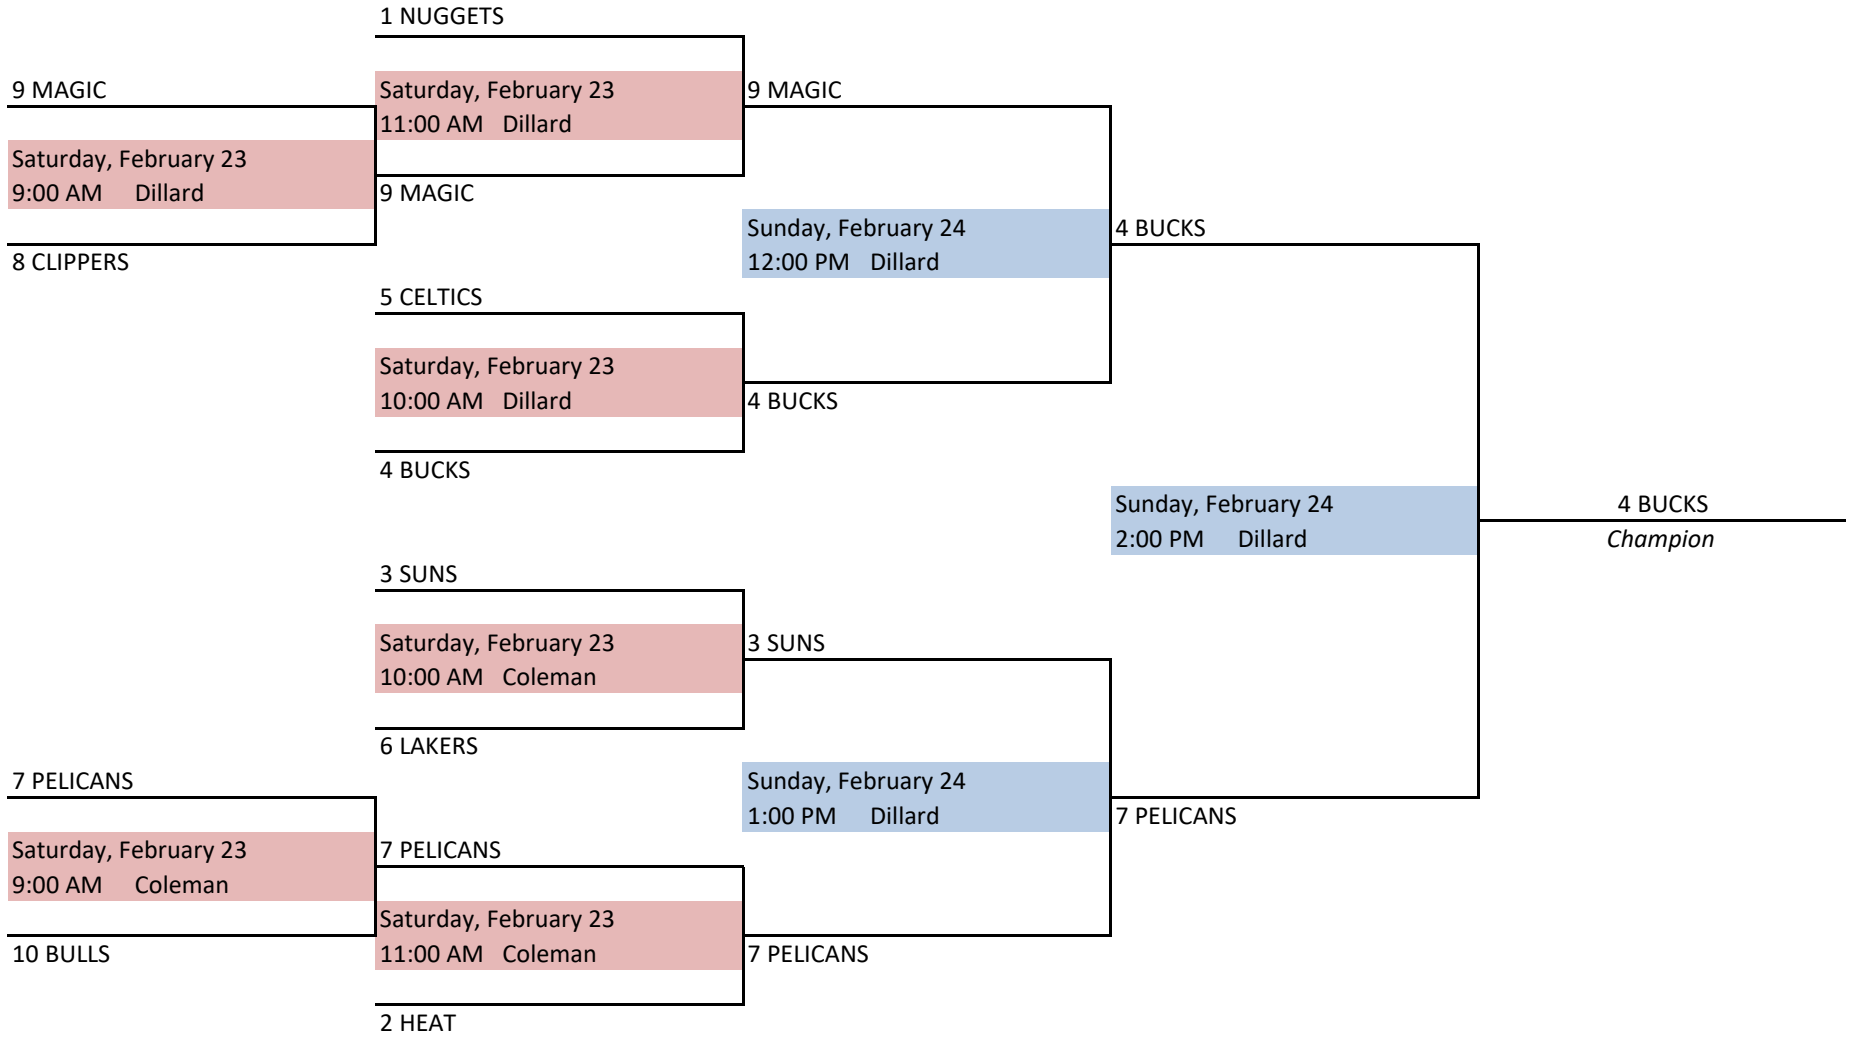 1 NUGGETS
9 MAGIC
Saturday, February 23
9:00 AM Dillard
8 CLIPPERS
Saturday, February 23
11:00 AM Dillard
9 MAGIC
9 MAGIC
5 CELTICS
Saturday, February 23
10:00 AM Dillard
4 BUCKS
4 BUCKS
Sunday, February 24
12:00 PM Dillard
4 BUCKS
3 SUNS
Saturday, February 23
10:00 AM Coleman
6 LAKERS
3 SUNS
7 PELICANS
Saturday, February 23
9:00 AM Coleman
10 BULLS
7 PELICANS
Saturday, February 23
11:00 AM Coleman
2 HEAT
7 PELICANS
Sunday, February 24
1:00 PM Dillard
7 PELICANS
Sunday, February 24
2:00 PM Dillard
4 BUCKS
Champion